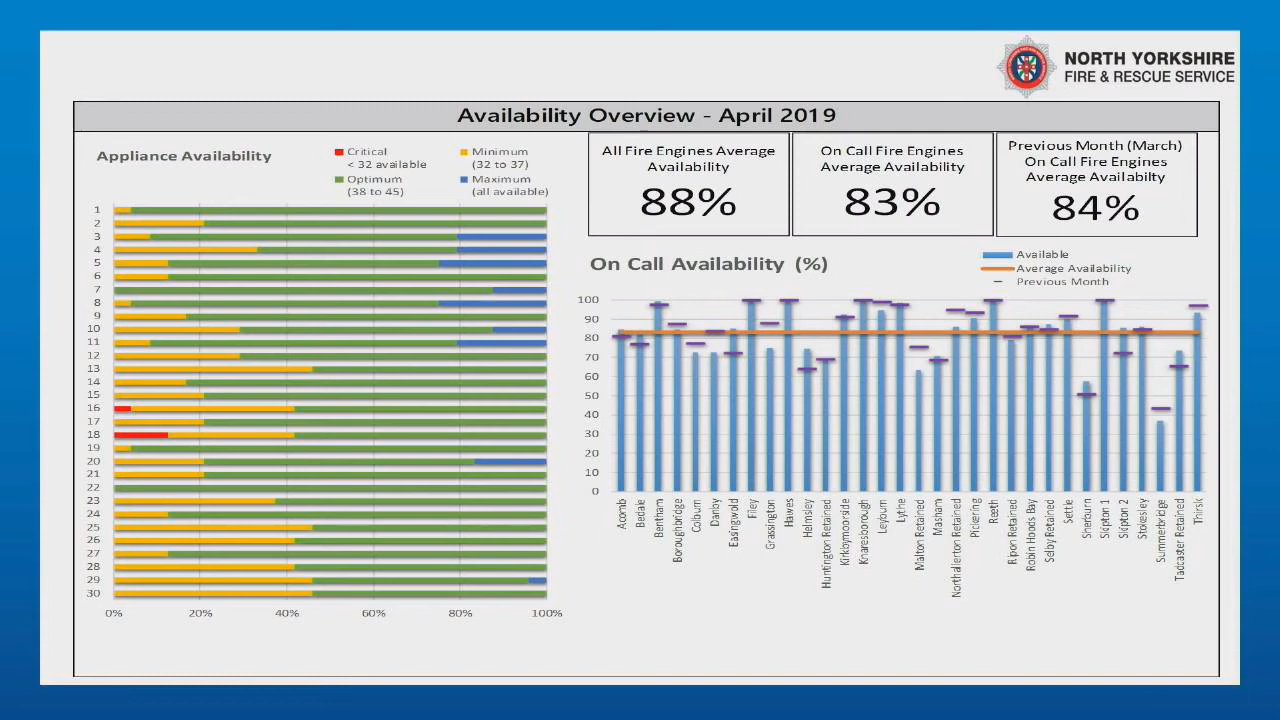 NORTH YORKSHIRE
FIRE & RESCUE SERVICE
Availability Overview - April 2019
Appliance Availability
Critical
< 32 available
Minimum
(32 to 37)
Optimum
(38 to 45)
Maximum
(all available)
1
2
3
4
5
6
7
8
9
10
11
12
13
14
15
16
17
18
19
20
21
22
23
24
25
26
27
28
29
30
0% 20% 40% 60% 80% 100%
All Fire Engines Average
Availability
88%
On Call Fire Engines
Average Availability
83%
Previous Month (March)
On Call Fire Engines
Average Availabilty
84%
On Call Availability (%)
Available
Average Availability
Previous Month
100
90
80
70
60
50
40
30
20
10
0
Acomb
Bedale
Bentham
Boroughbridge
Colburn
Danby
Easingwold
Filey
Grassington
Hawes
Helmsley
Huntington Retained
Kirkbymoorside
Knaresborough
Leyburn
Lythe
Malton Retained
Masham
Northallerton Retained
Pickering
Reeth
Ripon Retained
Robin Hoods Bay
Selby Retained
Settle
Sherburn
Skipton 1
Skipton 2
Stokesley
Summerbridge
Tadcaster Retained
Thirsk